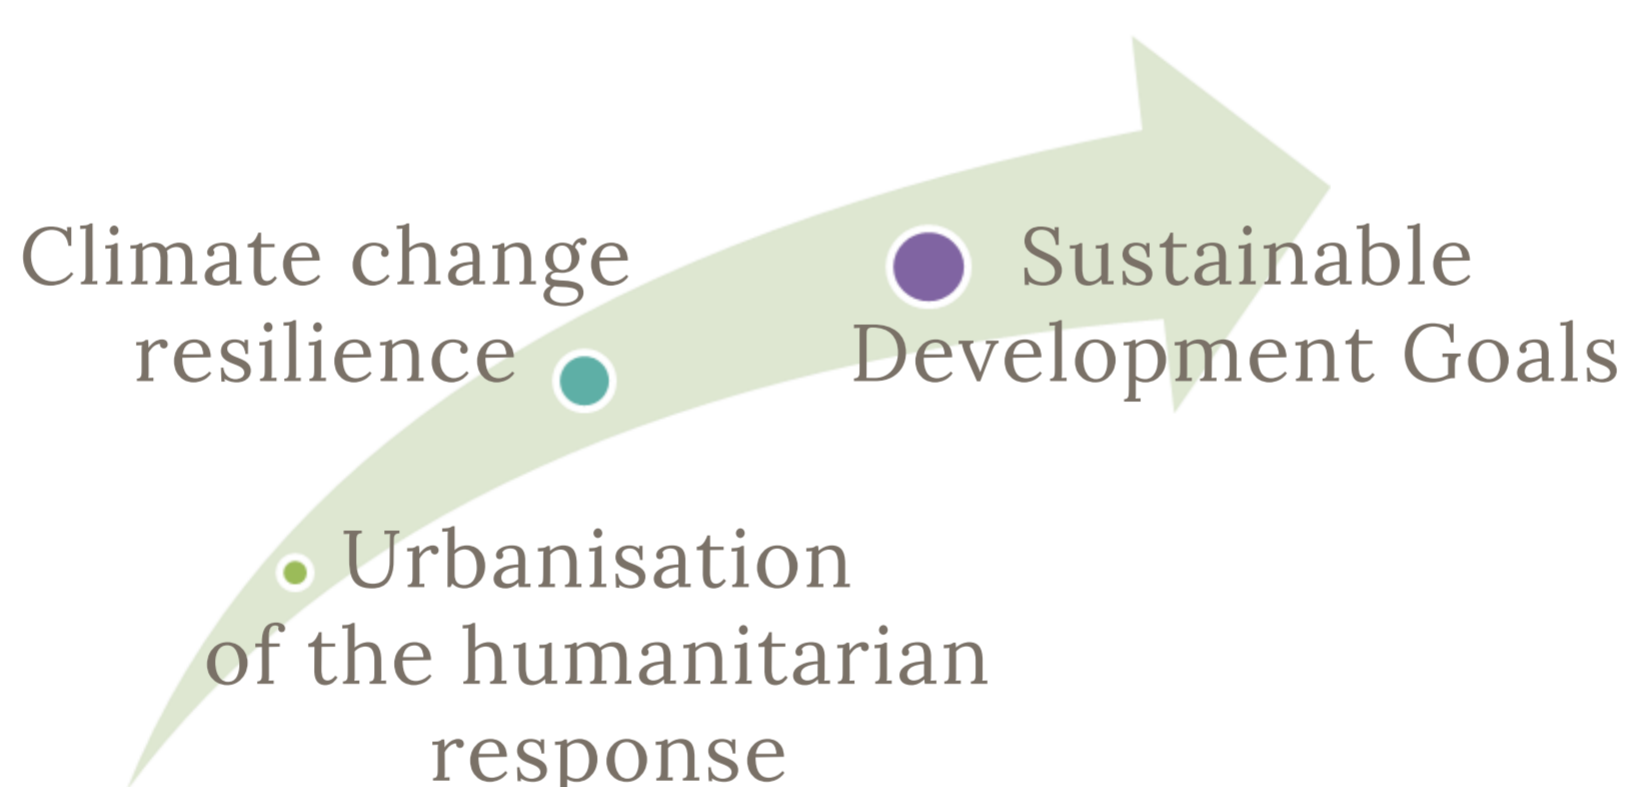 Climate change
resilience
Sustainable
Development Goals
Urbanisation
of the humanitarian
response